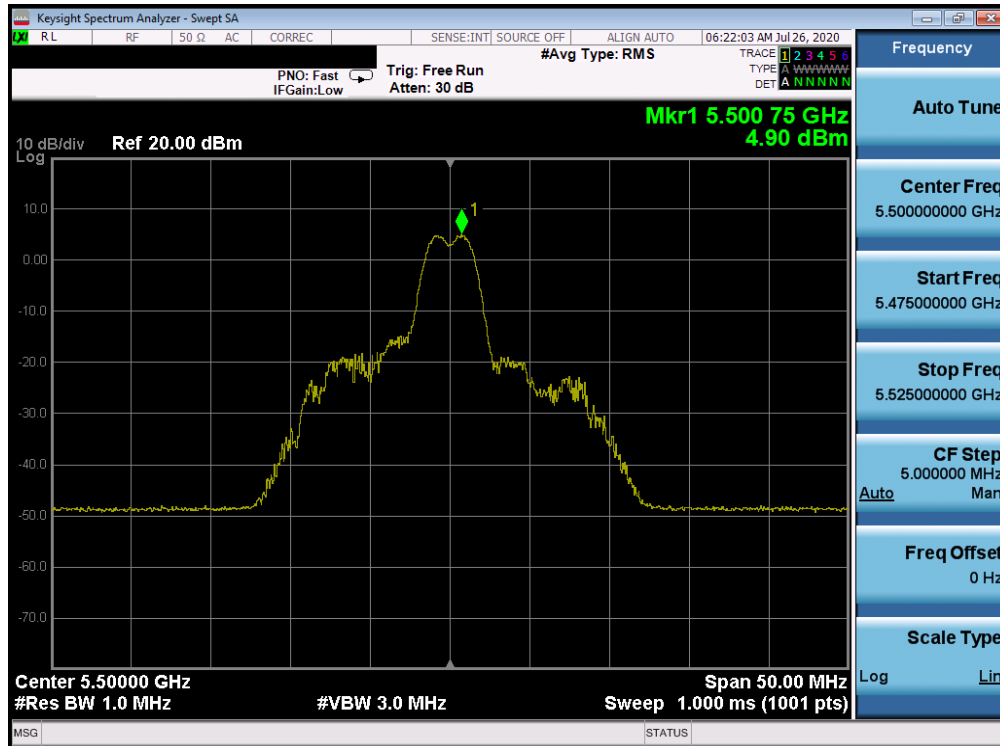 Keysight Spectrum Analyzer - Swept SA
LXI RL RF 50 Ω AC CORREC SENSE:INT SOURCE OFF ALIGN AUTO 06:22:03 AM Jul 26, 2020
#Avg Type: RMS
TRACE 1 2 3 4 5 6
TYPE A WWWWW
DET A N N N N N
PNO: Fast
IFGain:Low
Trig: Free Run
Atten: 30 dB
Mkr1 5.500 75 GHz
4.90 dBm
10 dB/div
Log
Ref 20.00 dBm
1
10.0
0.00
-10.0
-20.0
-30.0
-40.0
-50.0
-60.0
-70.0
Center 5.50000 GHz
Span 50.00 MHz
#Res BW 1.0 MHz
#VBW 3.0 MHz
Sweep 1.000 ms (1001 pts)
MSG
STATUS
Frequency
Auto Tune
Center Freq
5.500000000 GHz
Start Freq
5.475000000 GHz
Stop Freq
5.525000000 GHz
CF Step
5.000000 MHz
Auto Man
Freq Offset
0 Hz
Scale Type
Log Lin